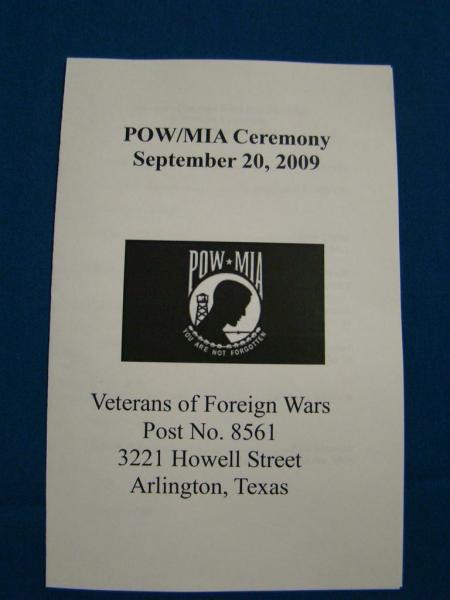 POW/MIA Ceremony
September 20, 2009
POW★MIA
YOU ARE NOT FORGOTTEN
Veterans of Foreign Wars
Post No. 8561
3221 Howell Street
Arlington, Texas